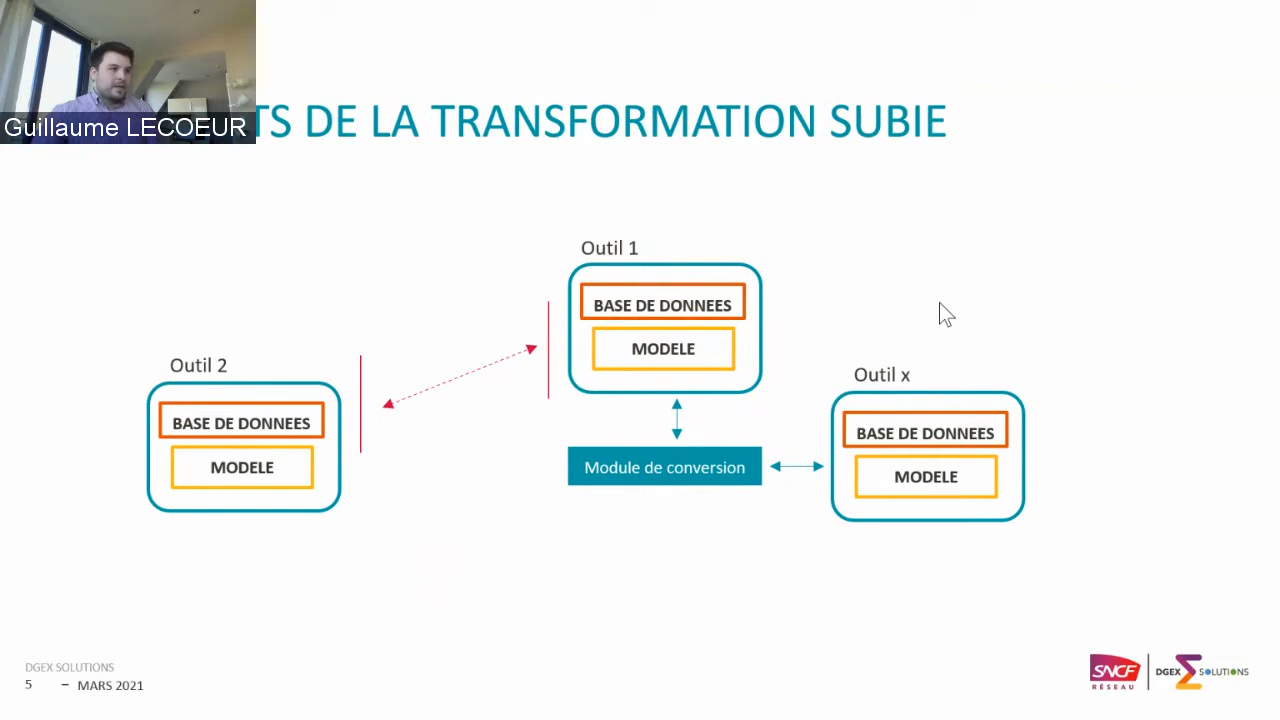 Guillaume LECOEUR
TS DE LA TRANSFORMATION SUBIE
Outil 1
BASE DE DONNEES
MODELE
Outil 2
BASE DE DONNEES
MODELE
Outil x
BASE DE DONNEES
MODELE
Module de conversion
DGEX SOLUTIONS
5 – MARS 2021
SNCF
RÉSEAU
DGEX SOLUTIONS